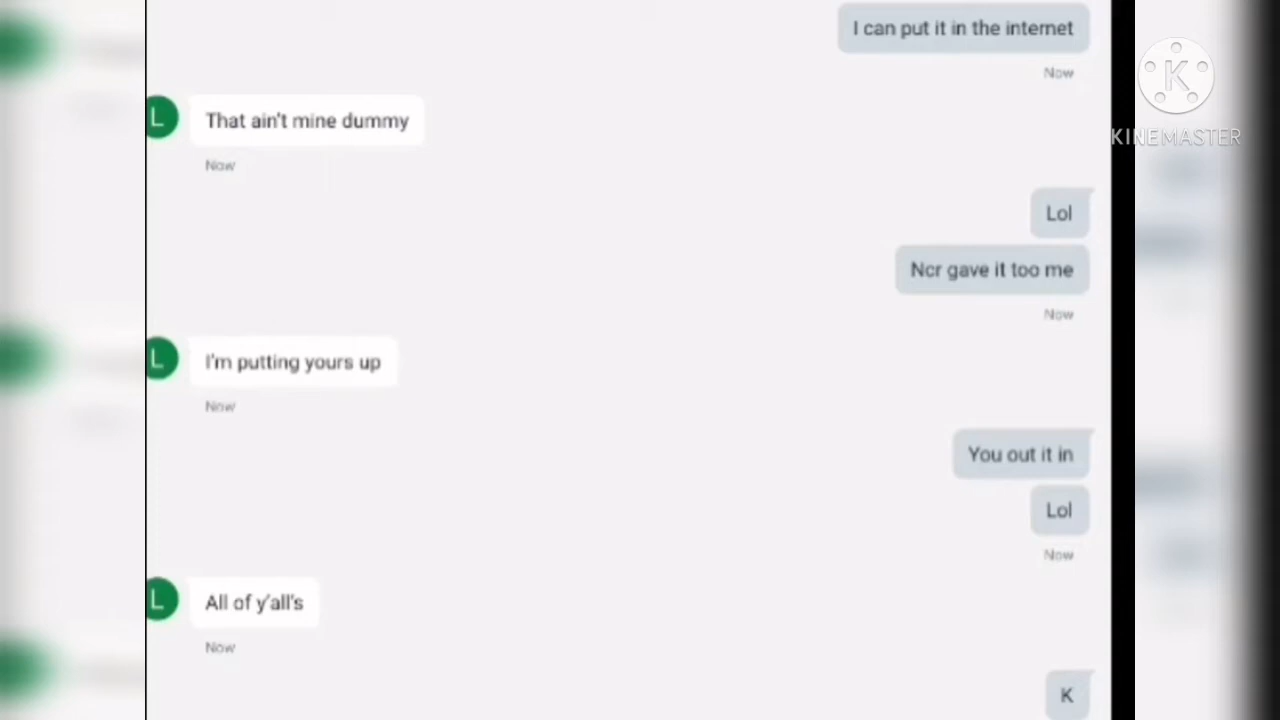 I can put it in the internet
Now
K
KINEMASTER
L
That ain't mine dummy
Now
Lol
Ncr gave it too me
Now
L
I'm putting yours up
Now
You out it in
Lol
Now
L
All of y'all's
Now
K